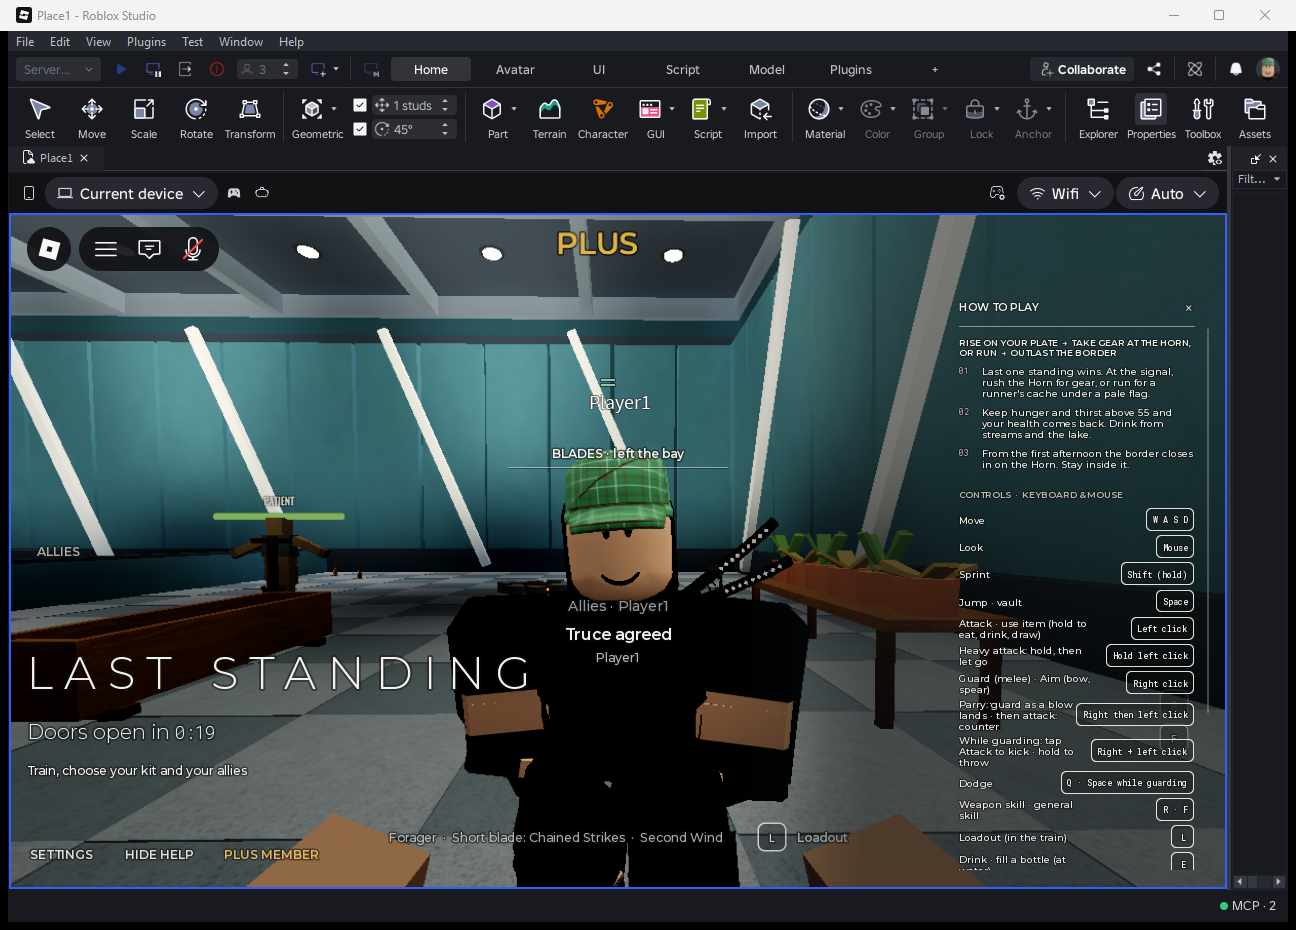 Place1 - Roblox Studio
File Edit View Plugins Test Window Help
Server... 3 Home Avatar UI Script Model Plugins + Collaborate
1 studs
45°
Select Move Scale Rotate Transform Geometric Part Terrain Character GUI Script Import Material Color Group Lock Anchor Explorer Properties Toolbox Assets
Place1
Filt...
Current device Wifi Auto
PLUS
HOW TO PLAY
RISE ON YOUR PLATE → TAKE GEAR AT THE HORN,
OR RUN → OUTLAST THE BORDER
01 Last one standing wins. At the signal,
rush the Horn for gear, or run for a
runner's cache under a pale flag.
02 Keep hunger and thirst above 55 and
your health comes back. Drink from
streams and the lake.
03 From the first afternoon the border closes
in on the Horn. Stay inside it.
CONTROLS · KEYBOARD & MOUSE
Move W A S D
Look Mouse
Sprint Shift (hold)
Jump · vault Space
Attack · use item (hold to
eat, drink, draw) Left click
Heavy attack: hold, then
let go Hold left click
Guard (melee) · Aim (bow,
spear) Right click
Parry: guard as a blow
lands · then attack:
counter Right then left click
While guarding: tap
Attack to kick · hold to
throw Right + left click
Dodge Q · Space while guarding
Weapon skill · general
skill R · F
Loadout (in the train) L
Drink · fill a bottle (at E
Player1
BLADES · left the bay
PATIENT
ALLIES
Allies · Player1
Truce agreed
Player1
LAST STANDING
Doors open in 0:19
Train, choose your kit and your allies
Forager · Short blade: Chained Strikes · Second Wind L Loadout
SETTINGS HIDE HELP PLUS MEMBER
MCP · 2